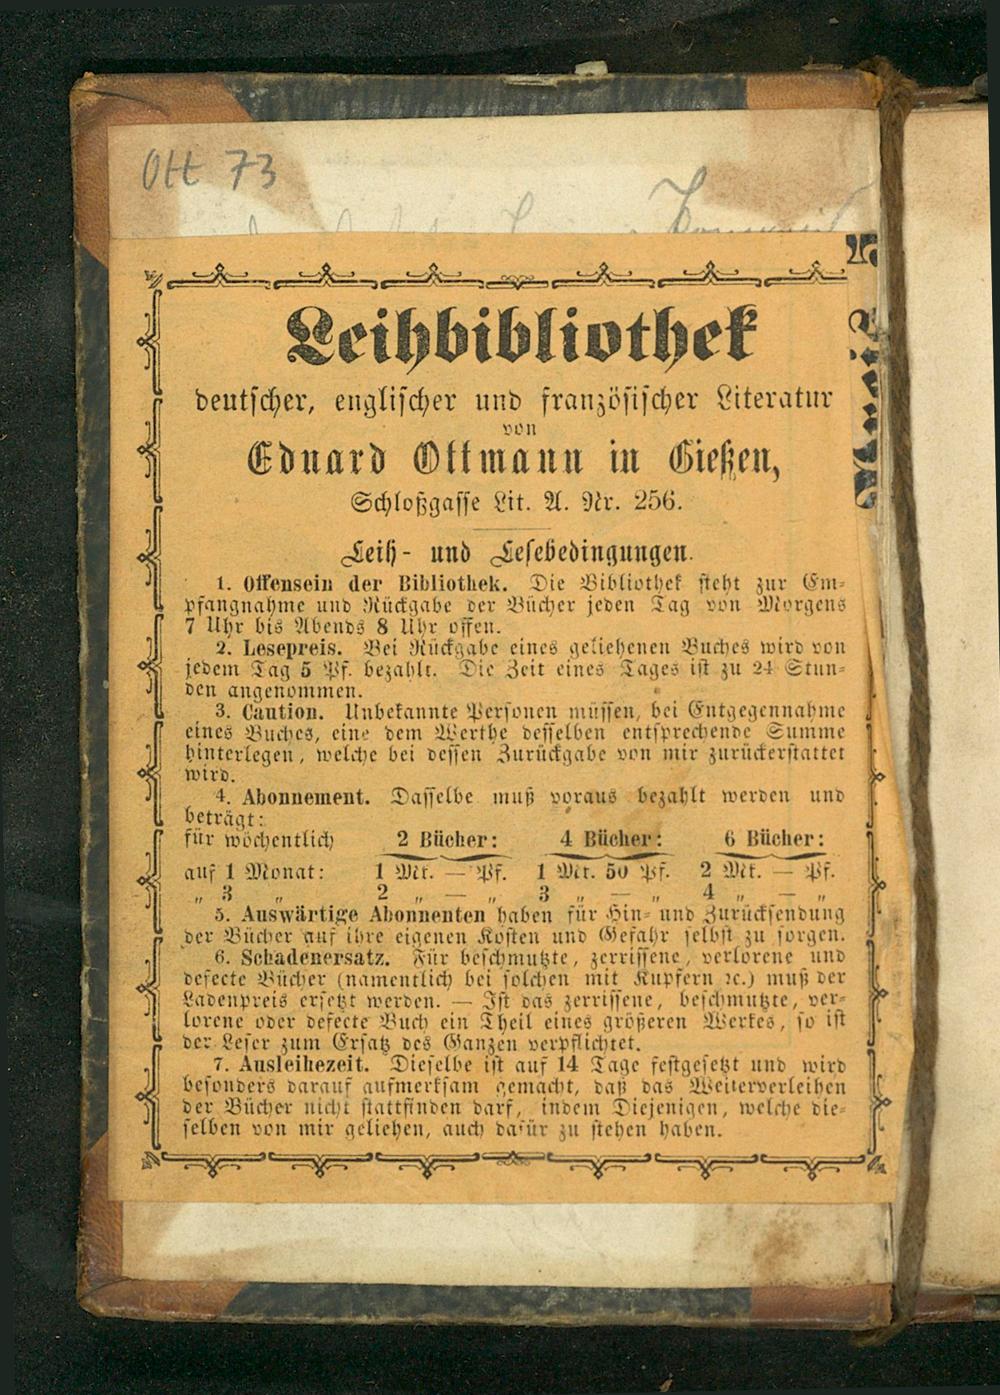 Ott 73
Leihbibliothek
deutscher, englischer und französischer Literatur
von
Eduard Ottmann in Gießen,
Schloßgasse Lit. A. Nr. 256.
Leih- und Lesebedingungen.
1. Offensein der Bibliothek. Die Bibliothek steht zur Em-
pfangnahme und Rückgabe der Bücher jeden Tag von Morgens
7 Uhr bis Abends 8 Uhr offen.
2. Lesepreis. Bei Rückgabe eines geliehenen Buches wird von
jedem Tag 5 Pf. bezahlt. Die Zeit eines Tages ist zu 24 Stun-
den angenommen.
3. Caution. Unbekannte Personen müssen, bei Entgegennahme
eines Buches, eine dem Werthe desselben entsprechende Summe
hinterlegen, welche bei dessen Zurückgabe von mir zurückerstattet
wird.
4. Abonnement. Dasselbe muß voraus bezahlt werden und
beträgt:
für wöchentlich 2 Bücher: 4 Bücher: 6 Bücher:
auf 1 Monat: 1 Mk. — Pf. 1 Mk. 50 Pf. 2 Mk. — Pf.
„ 3 „ 2 „ — „ 3 „ — „ 4 „ — „
5. Auswärtige Abonnenten haben für Hin- und Zurücksendung
der Bücher auf ihre eigenen Kosten und Gefahr selbst zu sorgen.
6. Schadenersatz. Für beschmutzte, zerrissene, verlorene und
defecte Bücher (namentlich bei solchen mit Kupfern ꝛc.) muß der
Ladenpreis ersetzt werden. — Ist das zerrissene, beschmutzte, ver-
lorene oder defecte Buch ein Theil eines größeren Werkes, so ist
der Leser zum Ersatz des Ganzen verpflichtet.
7. Ausleihezeit. Dieselbe ist auf 14 Tage festgesetzt und wird
besonders darauf aufmerksam gemacht, daß das Weiterverleihen
der Bücher nicht stattfinden darf, indem Diejenigen, welche die-
selben von mir geliehen, auch dafür zu stehen haben.